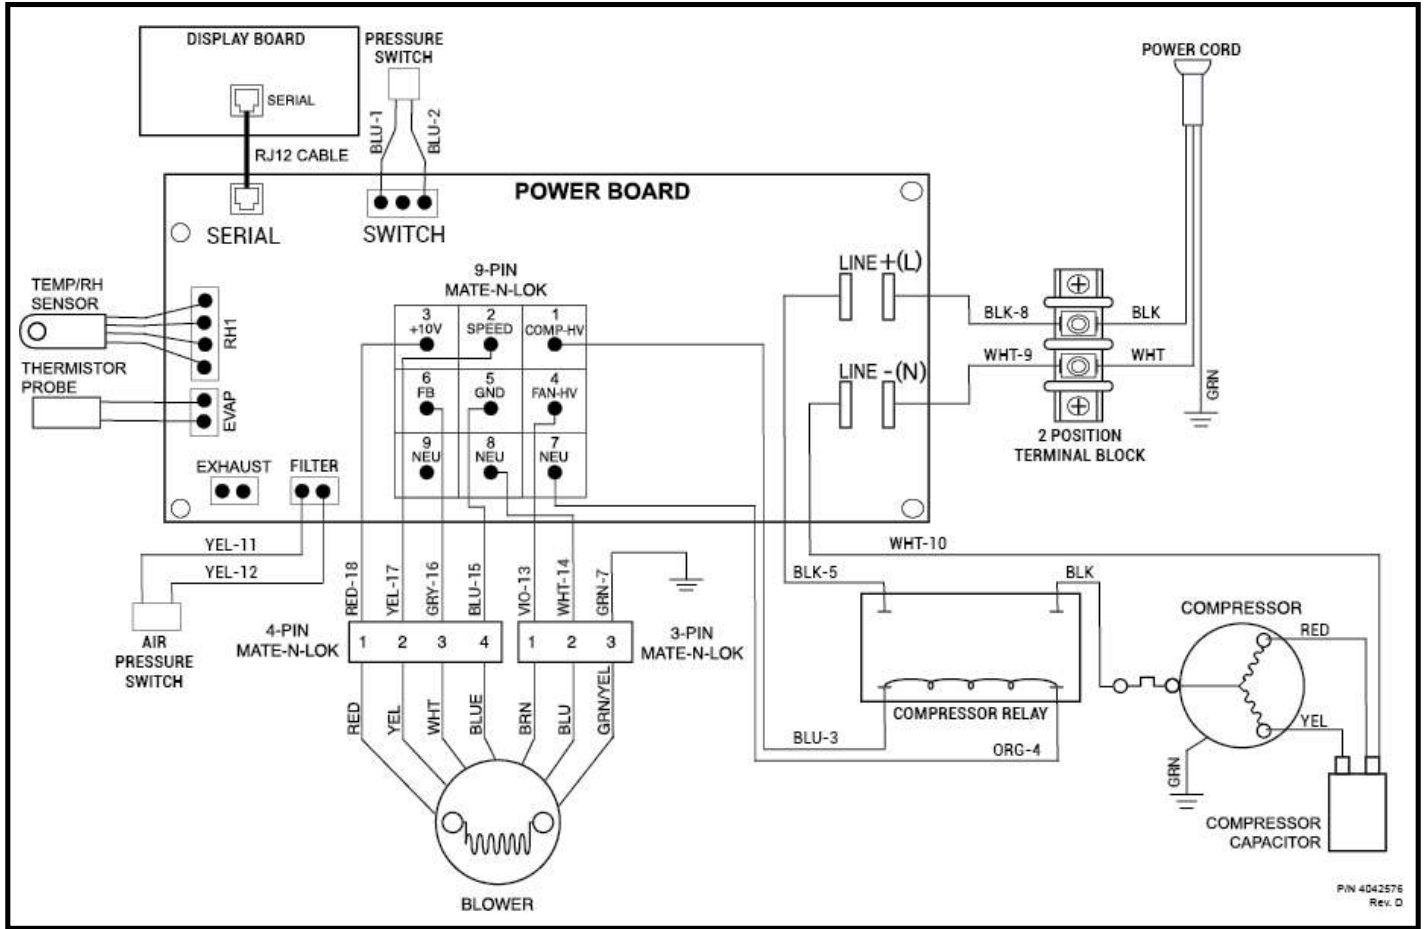 DISPLAY BOARD
SERIAL
RJ12 CABLE
PRESSURE
SWITCH
BLU-1
BLU-2
POWER CORD
POWER BOARD
SERIAL
SWITCH
TEMP/RH
SENSOR
RH1
THERMISTOR
PROBE
EVAP
EXHAUST
FILTER
9-PIN
MATE-N-LOK
3
+10V
2
SPEED
1
COMP-HV
6
FB
5
GND
4
FAN-HV
9
NEU
8
NEU
7
NEU
LINE +(L)
LINE -(N)
BLK-8
BLK
WHT-9
WHT
GRN
2 POSITION
TERMINAL BLOCK
YEL-11
YEL-12
AIR
PRESSURE
SWITCH
RED-18
YEL-17
GRY-16
BLU-15
VIO-13
WHT-14
GRN-7
4-PIN
MATE-N-LOK
1 2 3 4
1 2 3
3-PIN
MATE-N-LOK
RED
YEL
WHT
BLUE
BRN
BLU
GRN/YEL
BLOWER
WHT-10
BLK-5
BLK
COMPRESSOR RELAY
BLU-3
ORG-4
COMPRESSOR
RED
YEL
GRN
COMPRESSOR
CAPACITOR
P/N 4042576
Rev. D